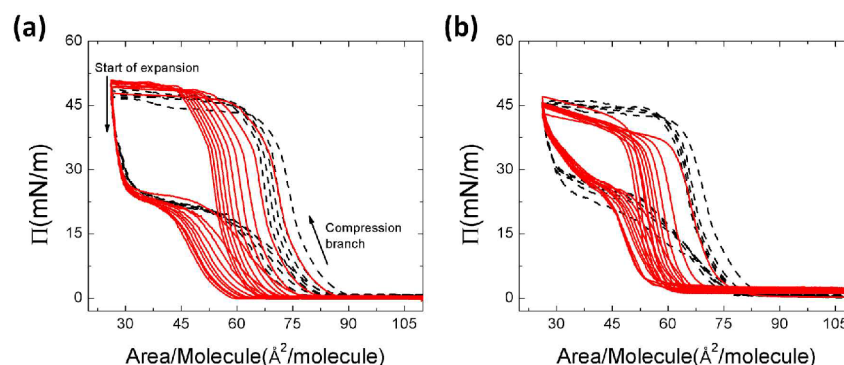 (a)
60
45
30
15
0
Π(mN/m)
Start of expansion
Compression
branch
30 45 60 75 90 105
Area/Molecule(Å²/molecule)
(b)
60
45
30
15
0
Π(mN/m)
30 45 60 75 90 105
Area/Molecule(Å²/molecule)